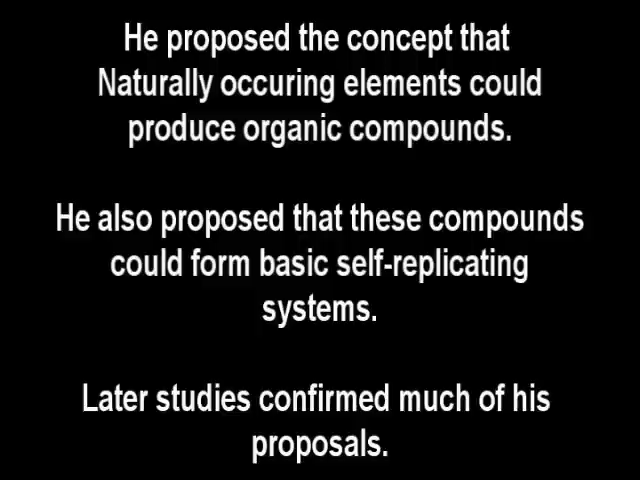 He proposed the concept that
Naturally occuring elements could
produce organic compounds.
He also proposed that these compounds
could form basic self-replicating
systems.
Later studies confirmed much of his
proposals.